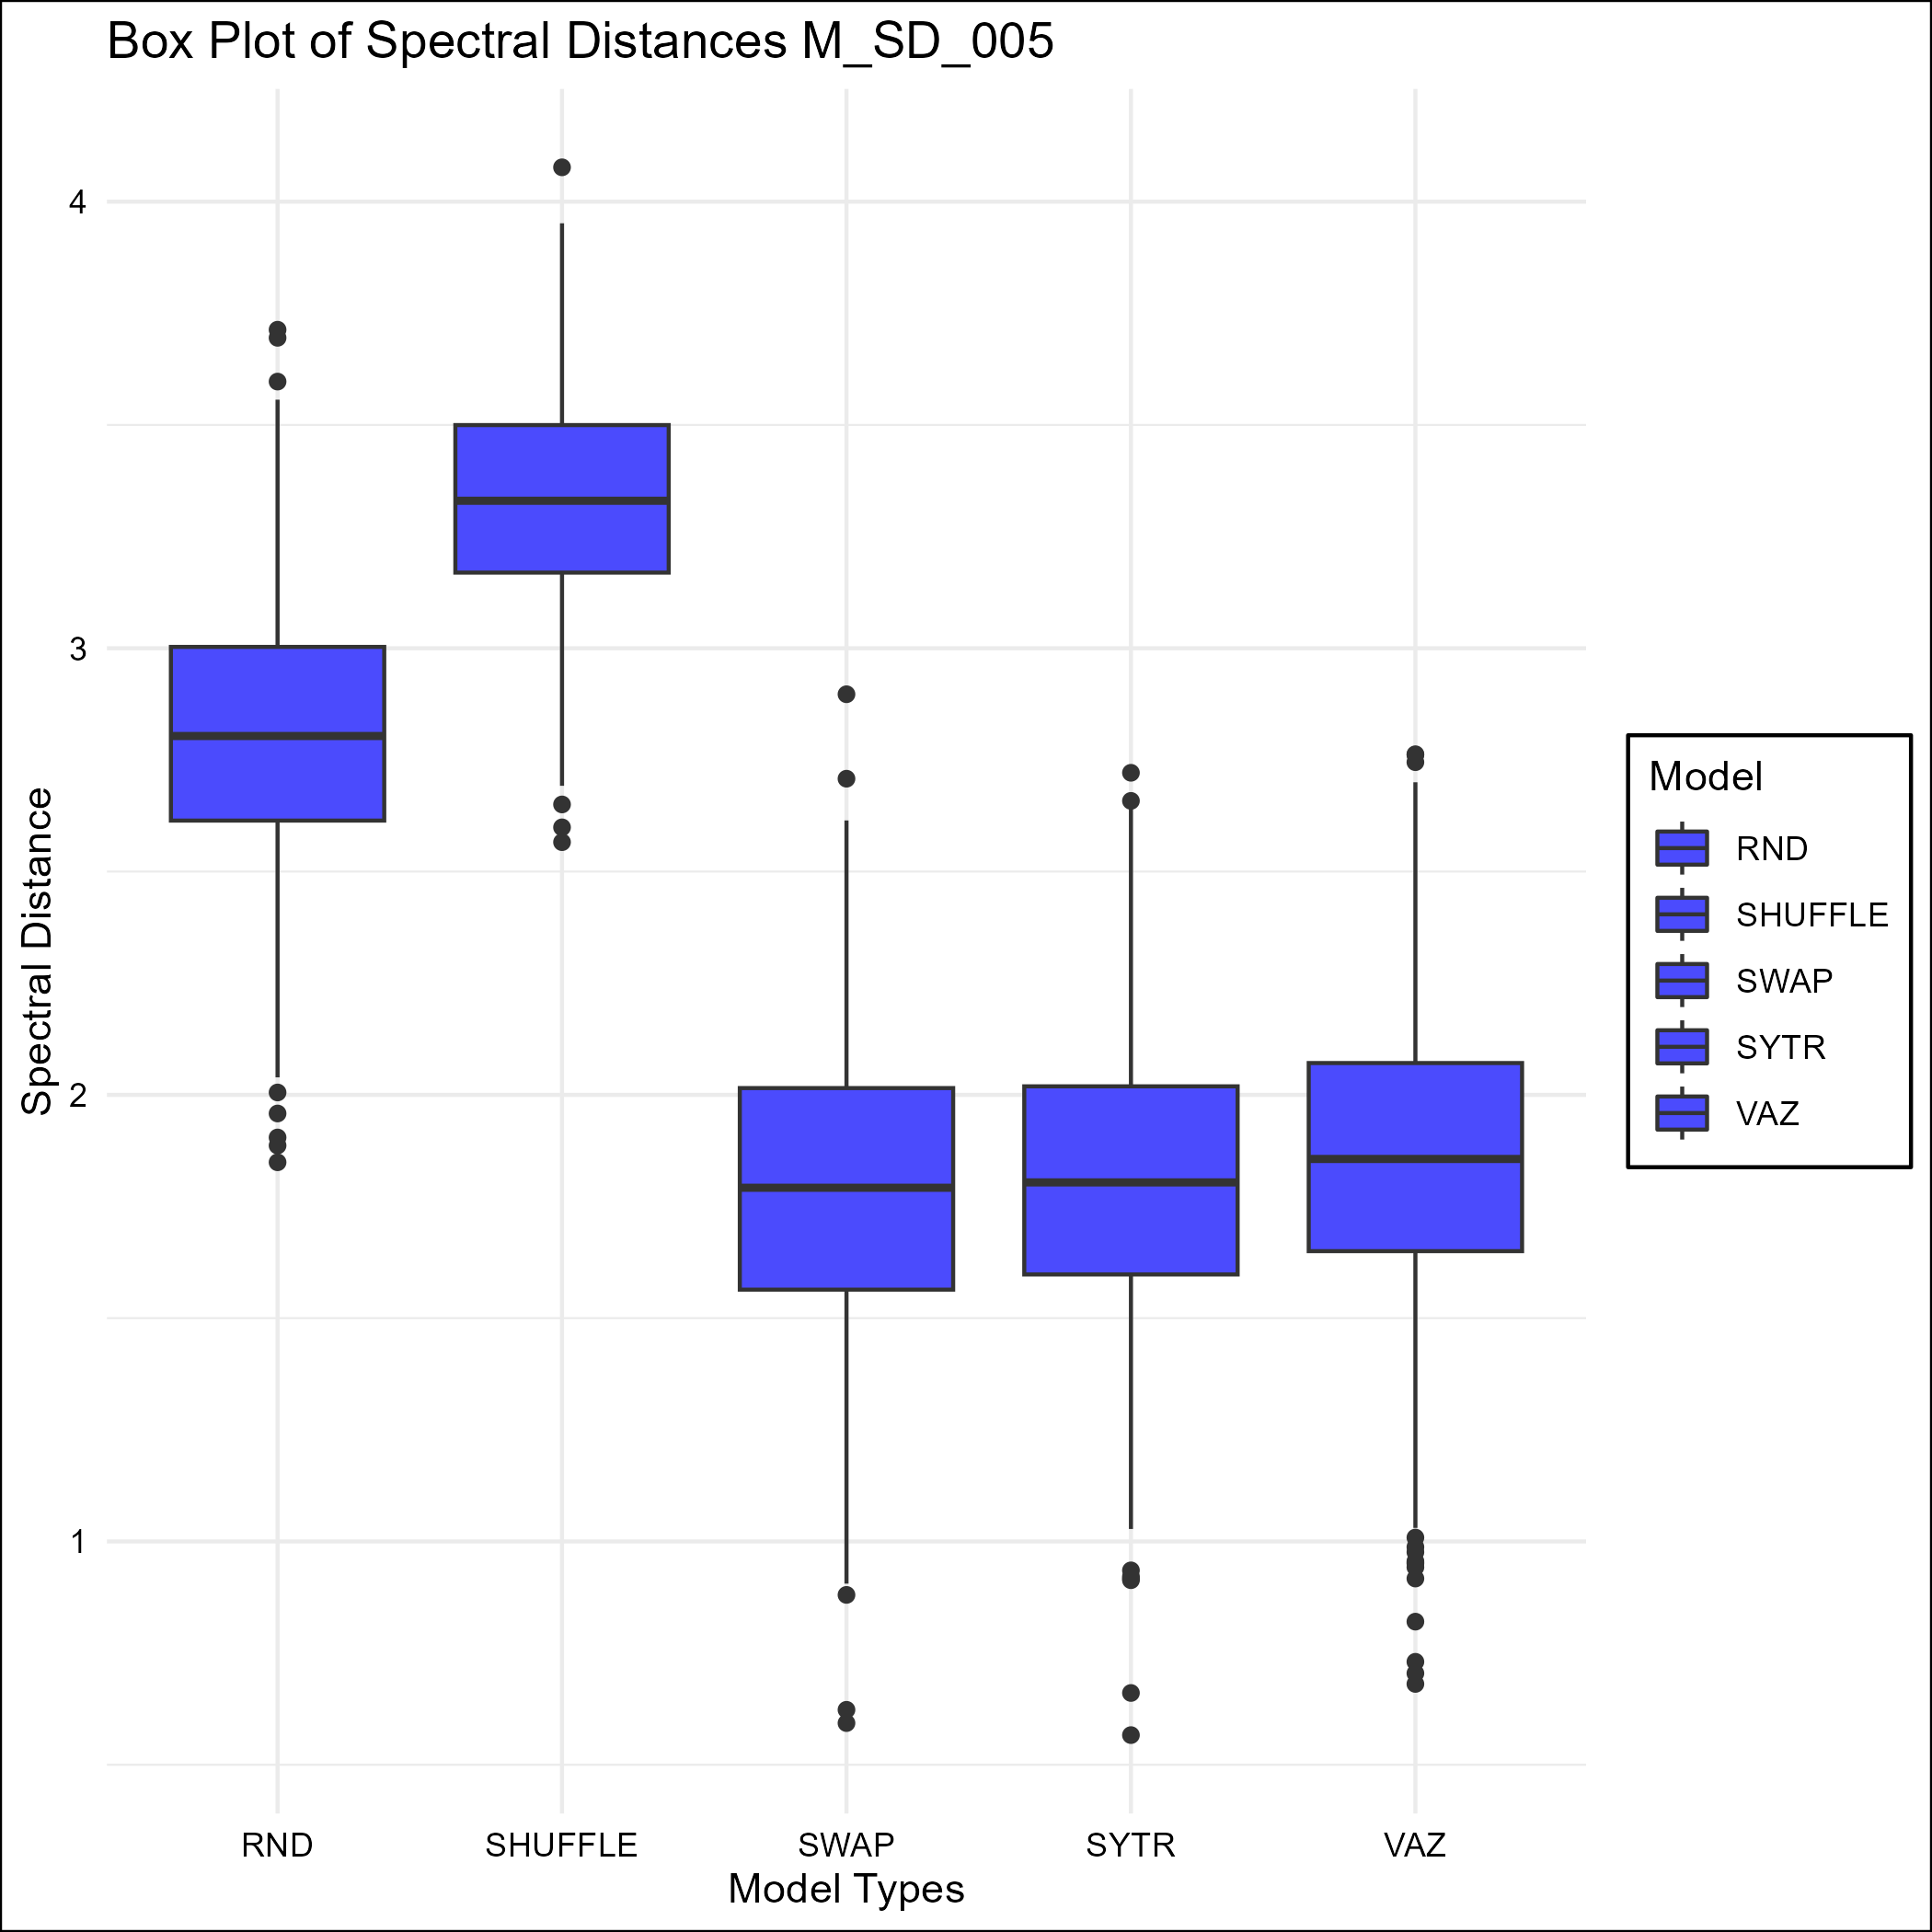 Box Plot of Spectral Distances M_SD_005
Spectral Distance
4
3
2
1
RND
SHUFFLE
SWAP
SYTR
VAZ
Model Types
Model
RND
SHUFFLE
SWAP
SYTR
VAZ